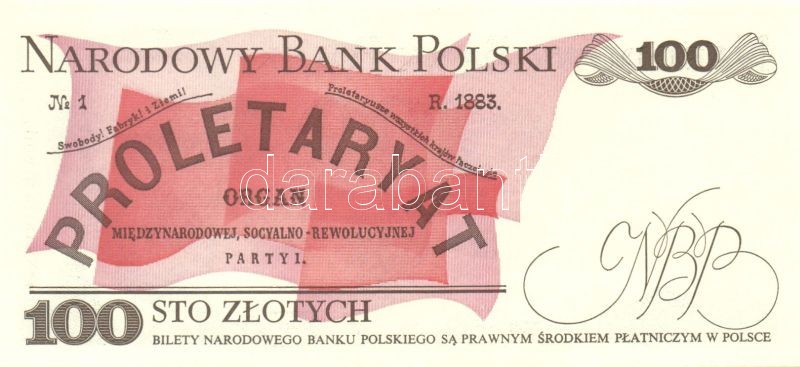 NARODOWY BANK POLSKI
100
№ 1
R. 1883.
Swobody! Fabryk! i Ziemi!
Proletaryusze wszystkich krajów łączcie się
PROLETARYAT
ORGAN
darabanth
MIĘDZYNARODOWEJ, SOCYALNO-REWOLUCYJNEJ
PARTYI.
NBP
100 STO ZŁOTYCH
BILETY NARODOWEGO BANKU POLSKIEGO SĄ PRAWNYM ŚRODKIEM PŁATNICZYM W POLSCE